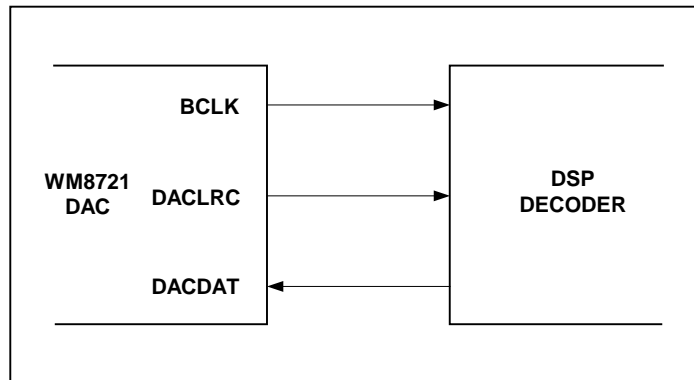 BCLK
WM8721
DAC
DACLRC
DACDAT
DSP
DECODER